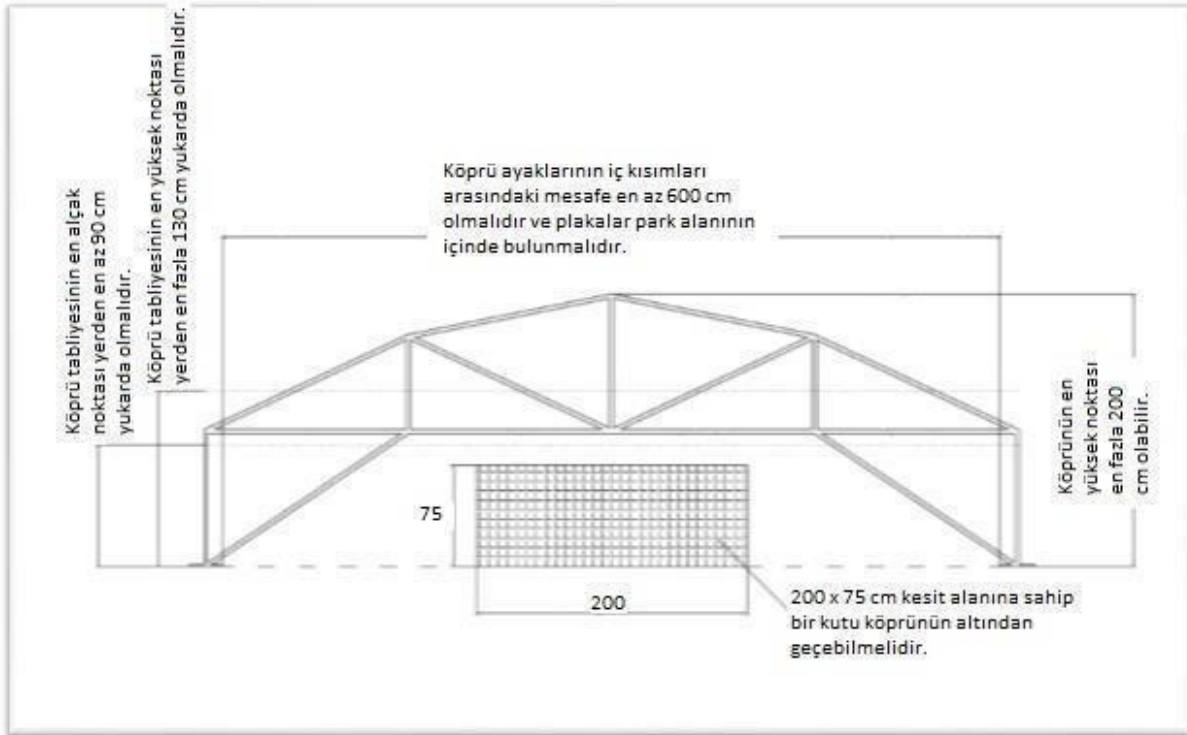 Köprü tabliyesinin en alçak
noktası yerden en az 90 cm
yukarda olmalıdır.
Köprü tabliyesinin en yüksek noktası
yerden en fazla 130 cm yukarda olmalıdır.
Köprü ayaklarının iç kısımları
arasındaki mesafe en az 600 cm
olmalıdır ve plakalar park alanının
içinde bulunmalıdır.
Köprünün en
yüksek noktası
en fazla 200
cm olabilir.
75
200
200 x 75 cm kesit alanına sahip
bir kutu köprünün altından
geçebilmelidir.